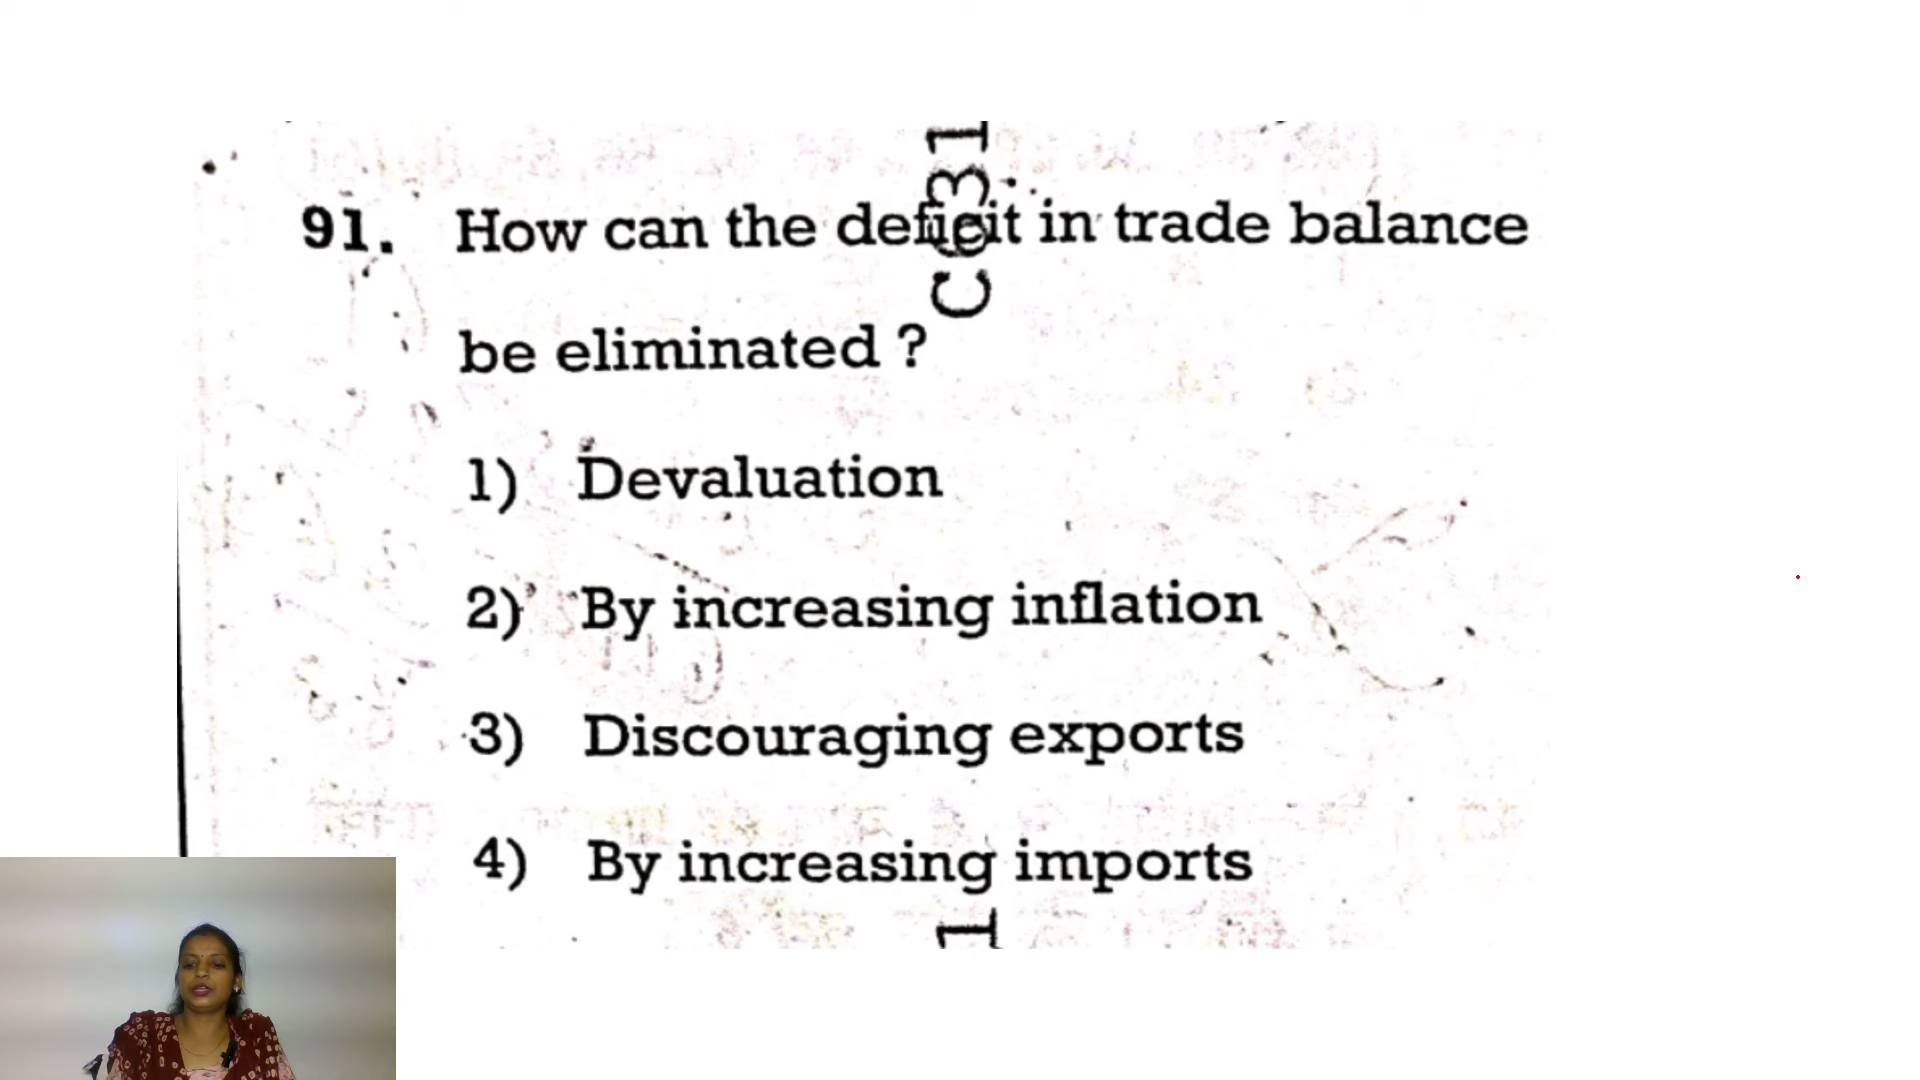 91. How can the deficit in trade balance
be eliminated ?
1) Devaluation
2) By increasing inflation
3) Discouraging exports
4) By increasing imports